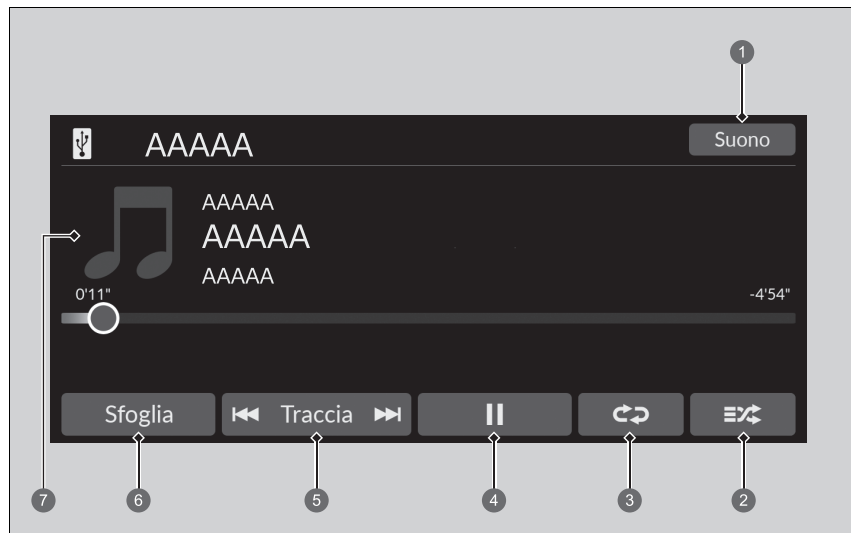 1
AAAAA
Suono
AAAAA
AAAAA
AAAAA
7
0'11"
-4'54"
Sfoglia
Traccia
6
5
4
3
2